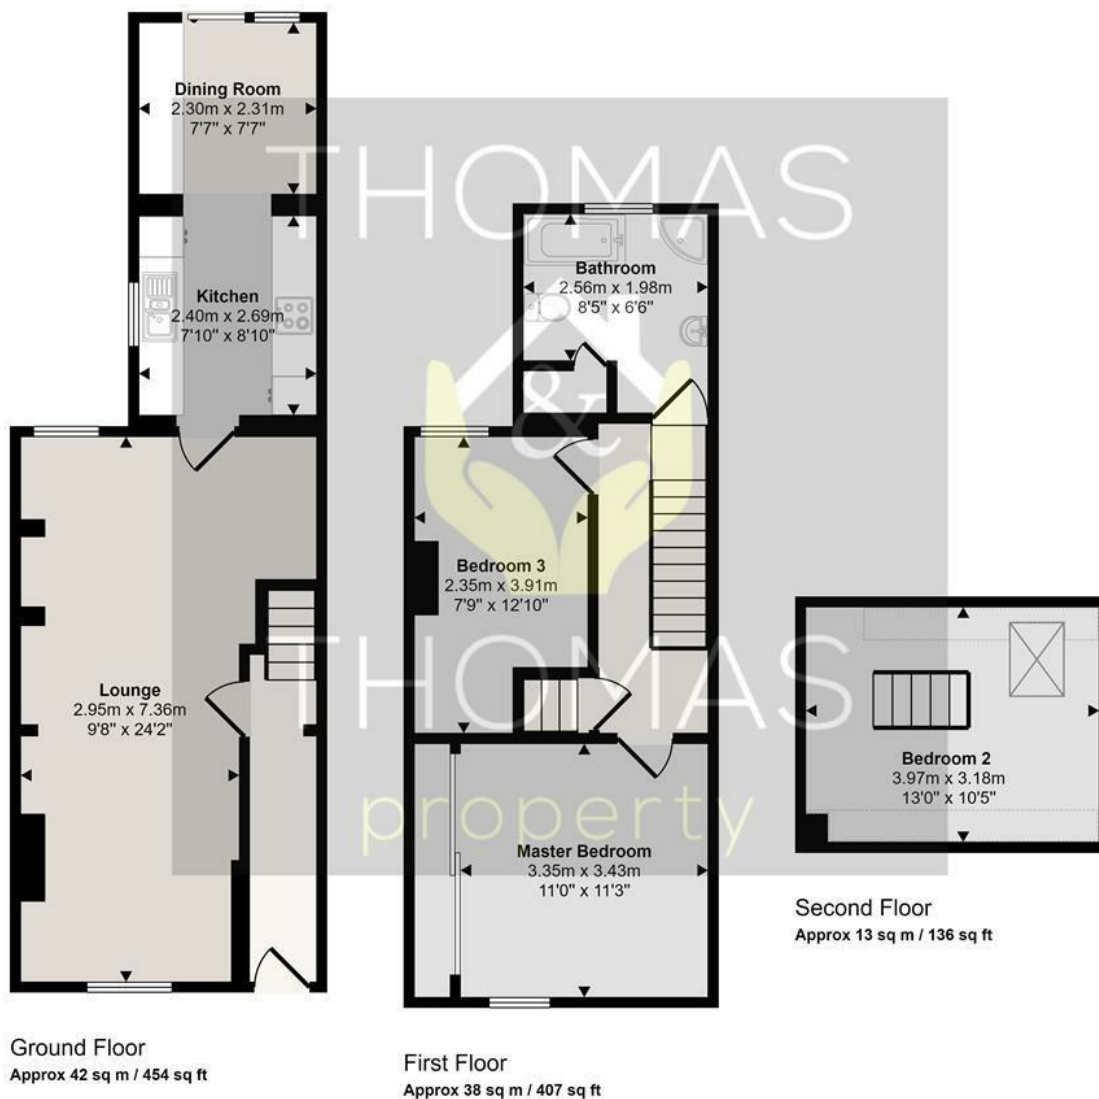 Dining Room
2.30m x 2.31m
7'7" x 7'7"
THOMAS
Kitchen
2.40m x 2.69m
7'10" x 8'10"
Bathroom
2.56m x 1.98m
8'5" x 6'6"
&
Bedroom 3
2.35m x 3.91m
7'9" x 12'10"
THOMAS
Lounge
2.95m x 7.36m
9'8" x 24'2"
Bedroom 2
3.97m x 3.18m
13'0" x 10'5"
property
Master Bedroom
3.35m x 3.43m
11'0" x 11'3"
Second Floor
Approx 13 sq m / 136 sq ft
Ground Floor
Approx 42 sq m / 454 sq ft
First Floor
Approx 38 sq m / 407 sq ft